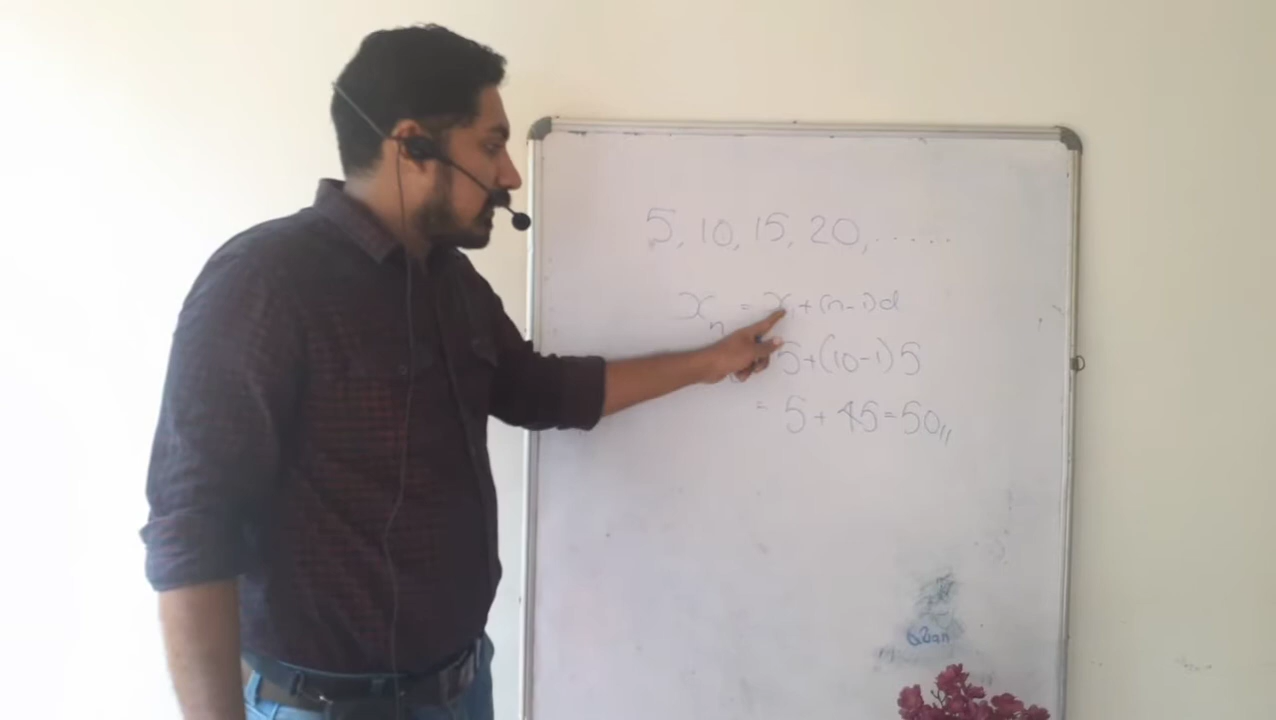 5, 10, 15, 20, .....
xₙ = x₁ + (n-1)d
5+(10-1) 5
= 5 + 45 = 50,,